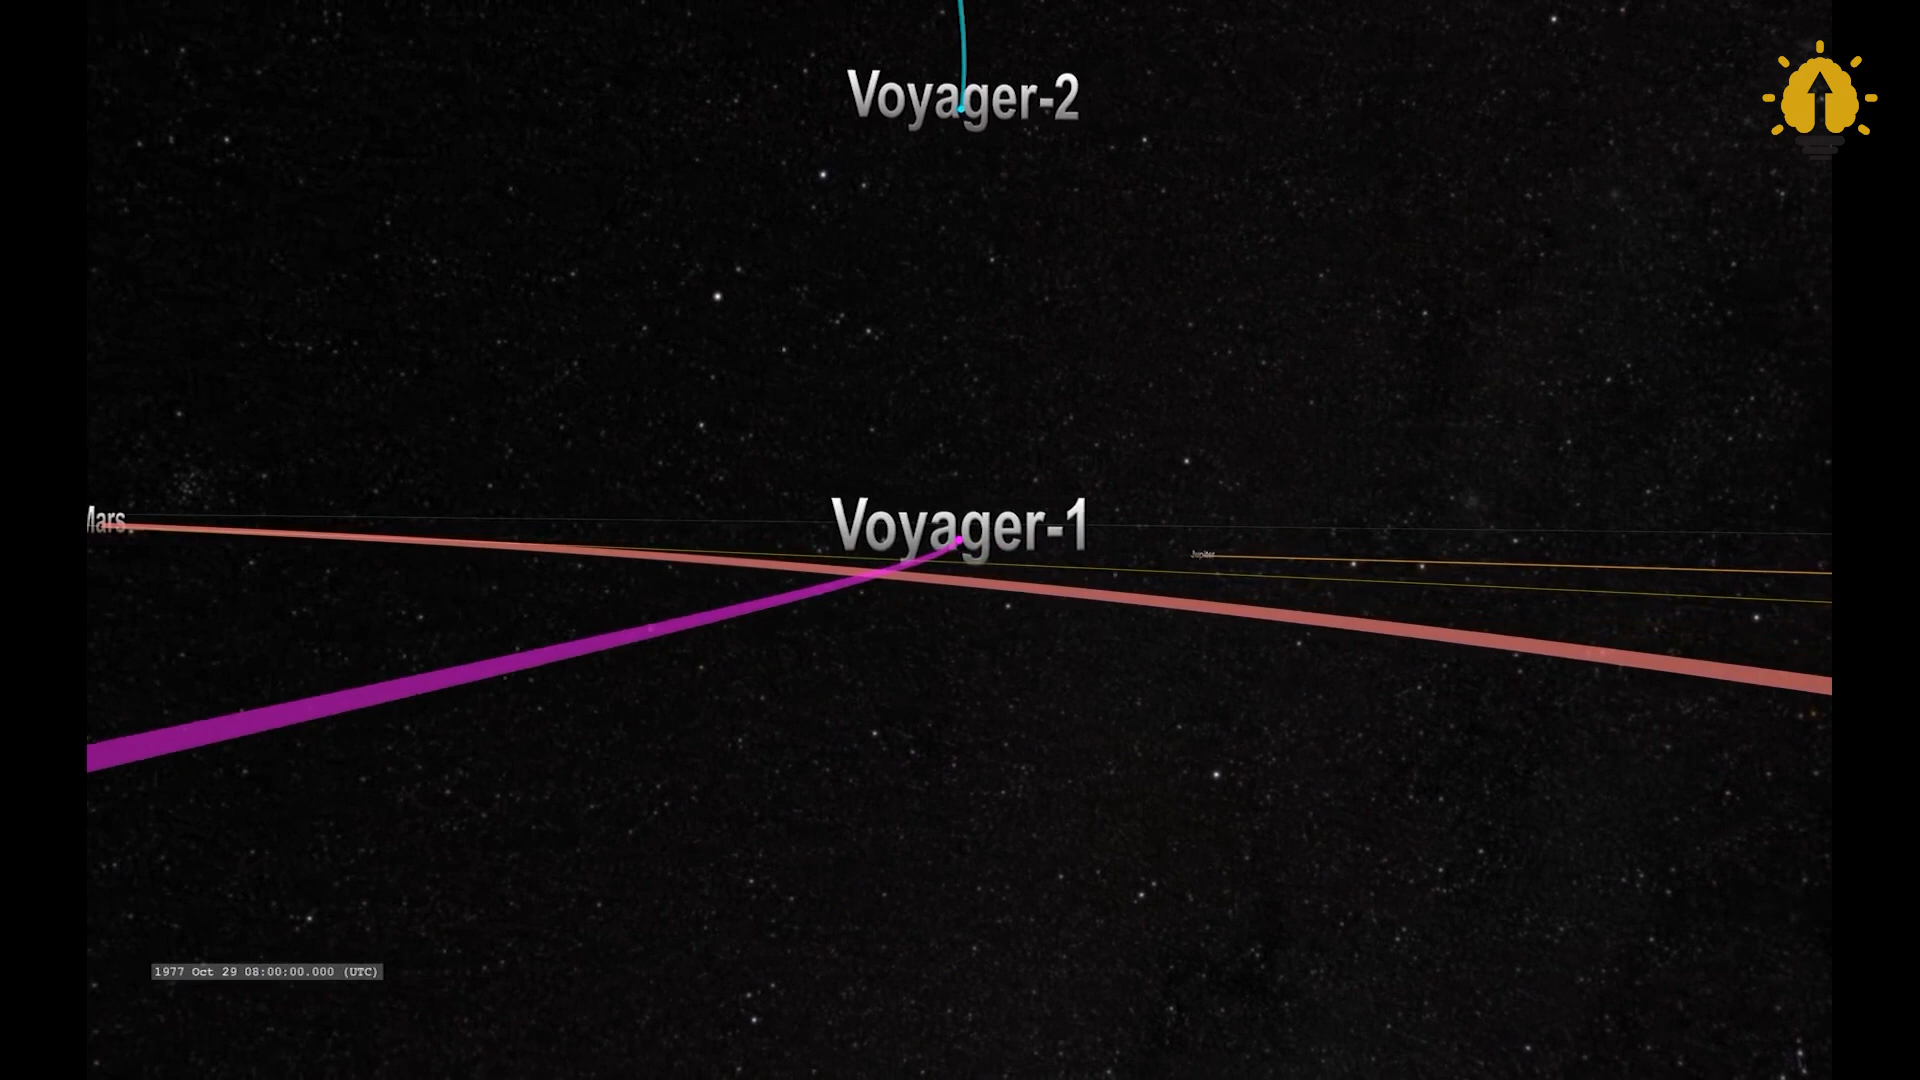 Voyager-2
Mars
Voyager-1
Jupiter
1977 Oct 29 08:00:00.000 (UTC)